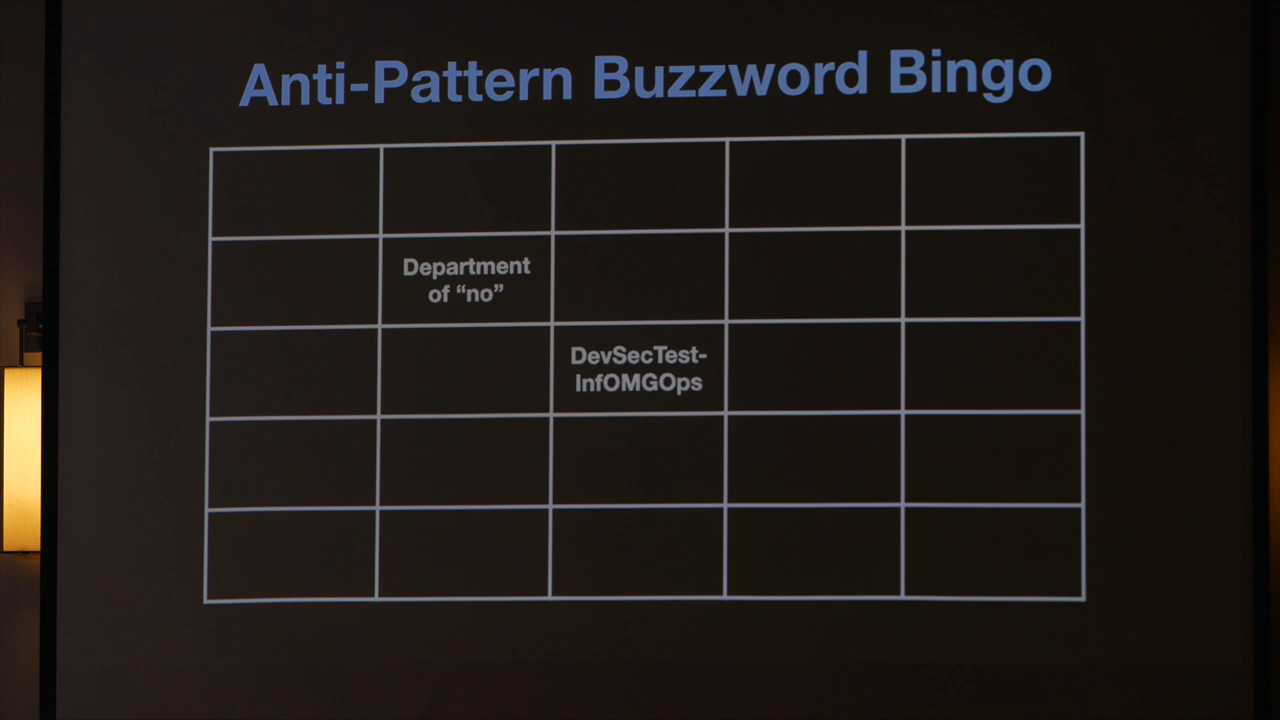 Anti-Pattern Buzzword Bingo
Department
of “no”
DevSecTest-
InfOMGOps